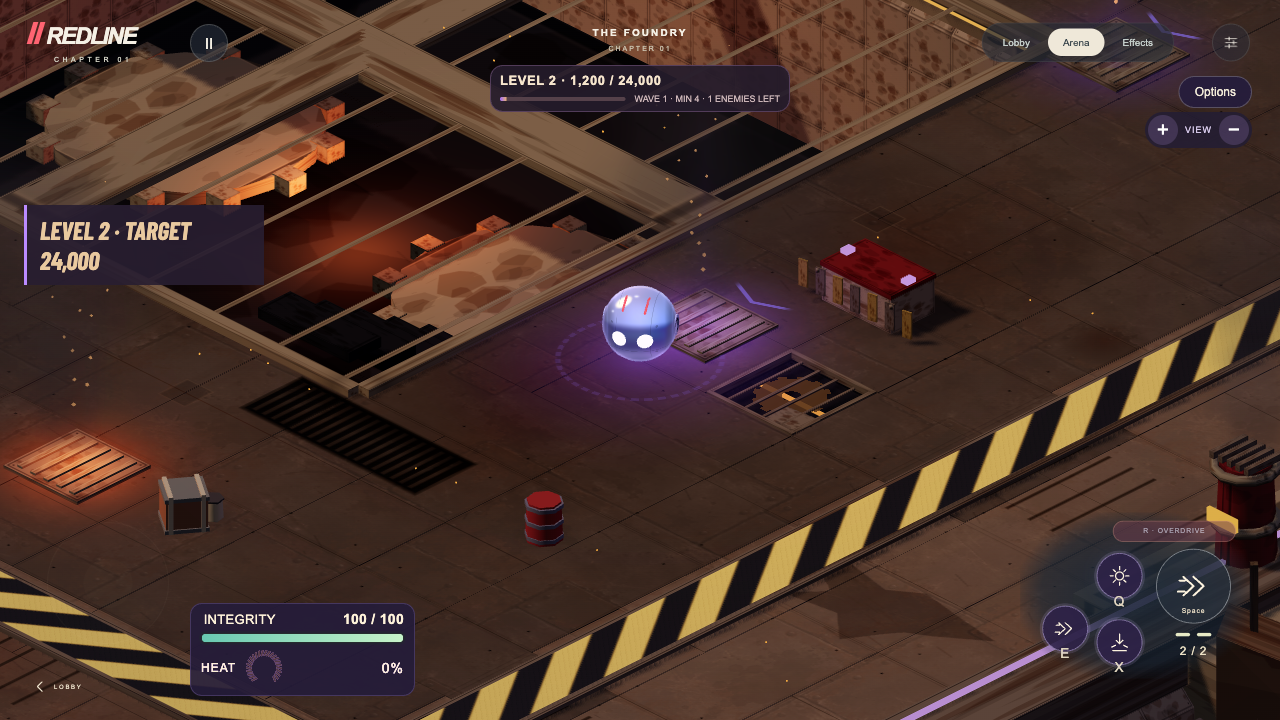 REDLINE
CHAPTER 01
THE FOUNDRY
CHAPTER 01
LEVEL 2 · 1,200 / 24,000
WAVE 1 · MIN 4 · 1 ENEMIES LEFT
Lobby
Arena
Effects
Options
+ VIEW −
LEVEL 2 · TARGET
24,000
R · OVERDRIVE
Q
Space
E
2 / 2
X
INTEGRITY 100 / 100
HEAT 0%
LOBBY